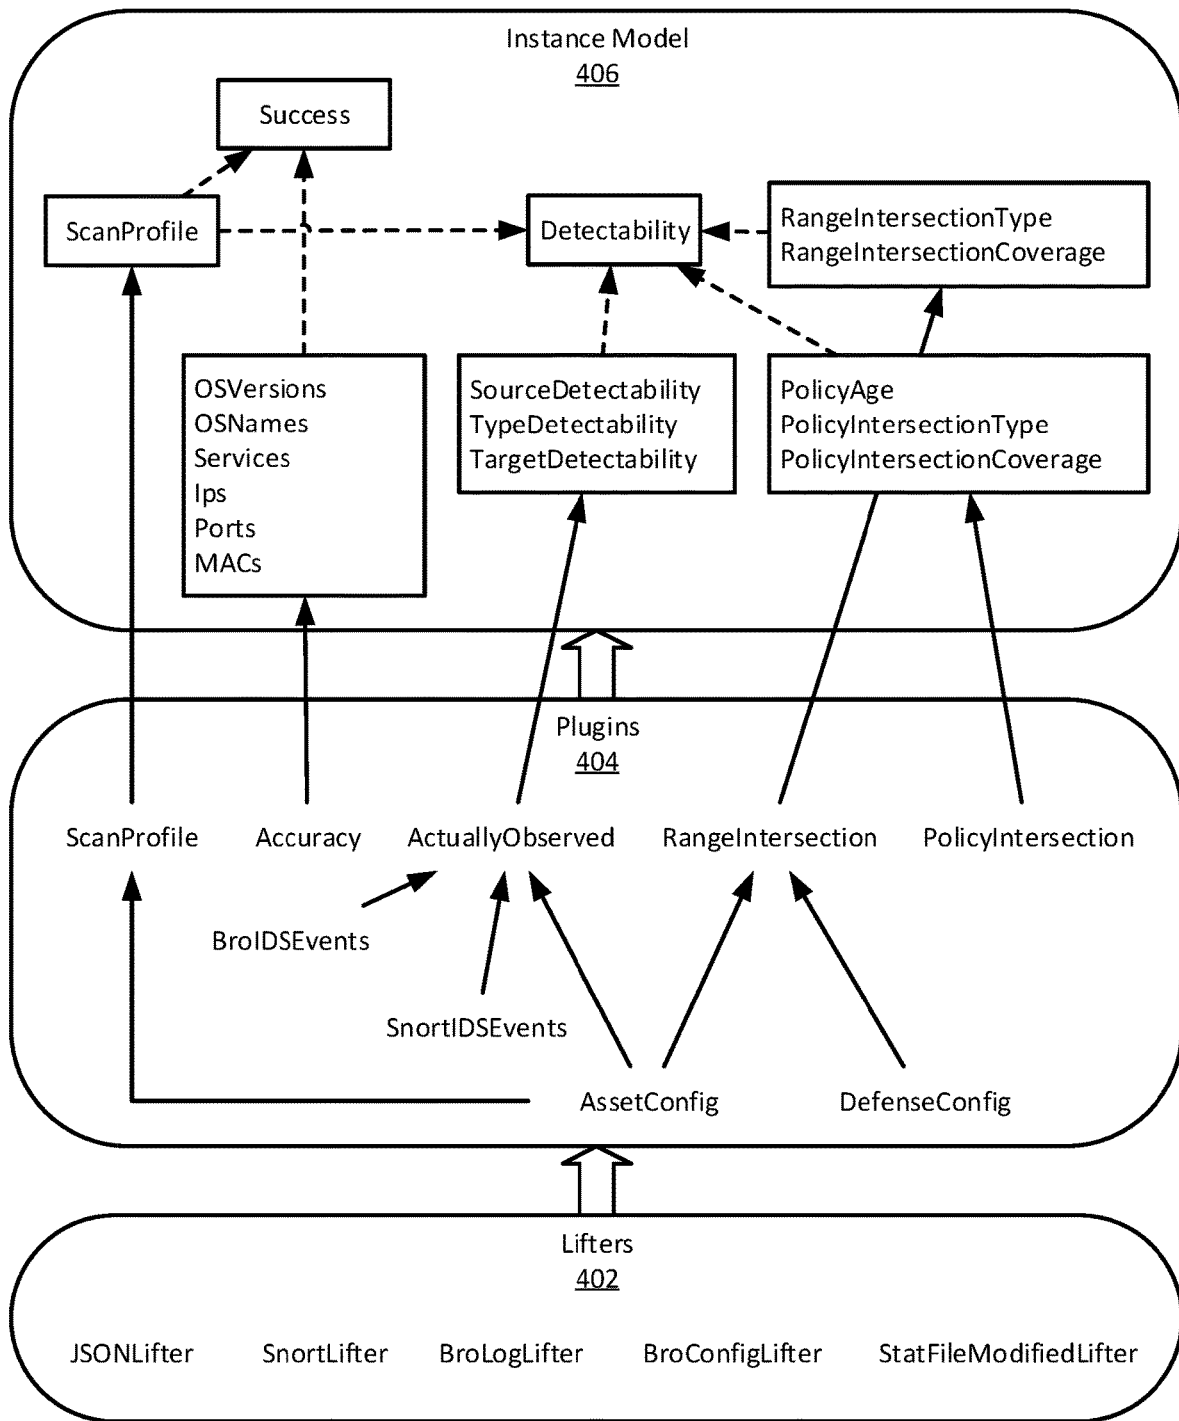 Instance Model
406
Success
ScanProfile
Detectability
RangeIntersectionType
RangeIntersectionCoverage
OSVersions
OSNames
Services
Ips
Ports
MACs
SourceDetectability
TypeDetectability
TargetDetectability
PolicyAge
PolicyIntersectionType
PolicyIntersectionCoverage
Plugins
404
ScanProfile
Accuracy
ActuallyObserved
RangeIntersection
PolicyIntersection
BroIDSEvents
SnortIDSEvents
AssetConfig
DefenseConfig
Lifters
402
JSONLifter
SnortLifter
BroLogLifter
BroConfigLifter
StatFileModifiedLifter